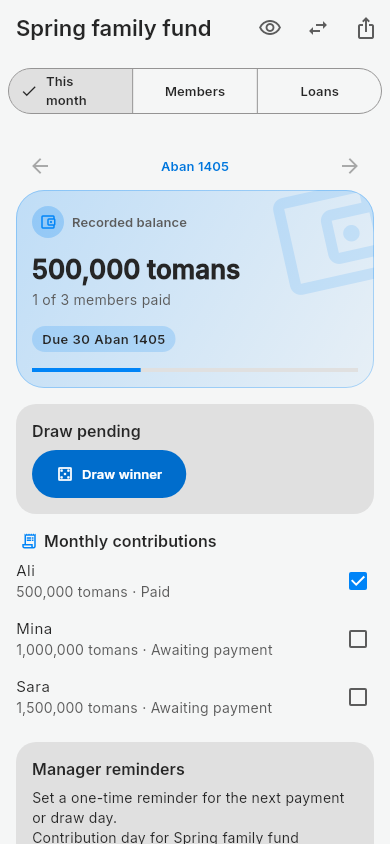 Spring family fund
This month
Members
Loans
Aban 1405
Recorded balance
500,000 tomans
1 of 3 members paid
Due 30 Aban 1405
Draw pending
Draw winner
Monthly contributions
Ali
500,000 tomans · Paid
Mina
1,000,000 tomans · Awaiting payment
Sara
1,500,000 tomans · Awaiting payment
Manager reminders
Set a one-time reminder for the next payment
or draw day.
Contribution day for Spring family fund